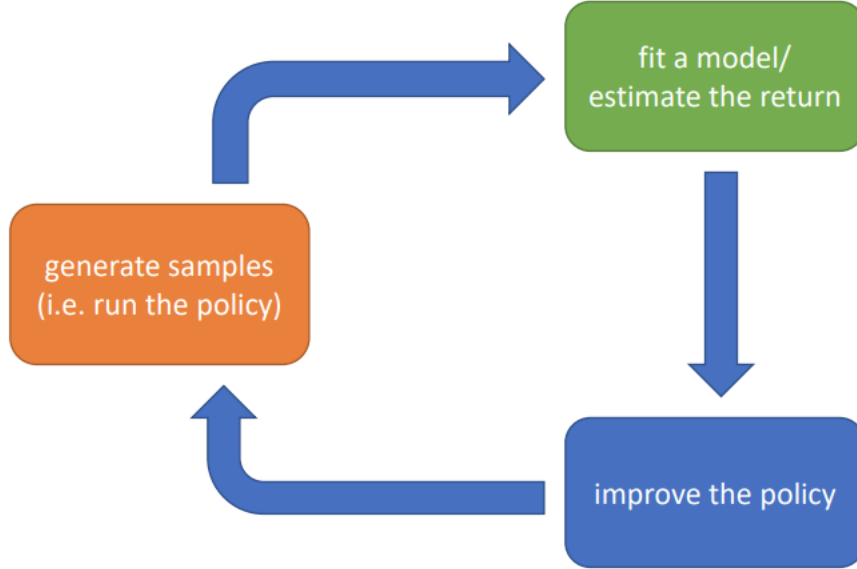 fit a model/
estimate the return
generate samples
(i.e. run the policy)
improve the policy